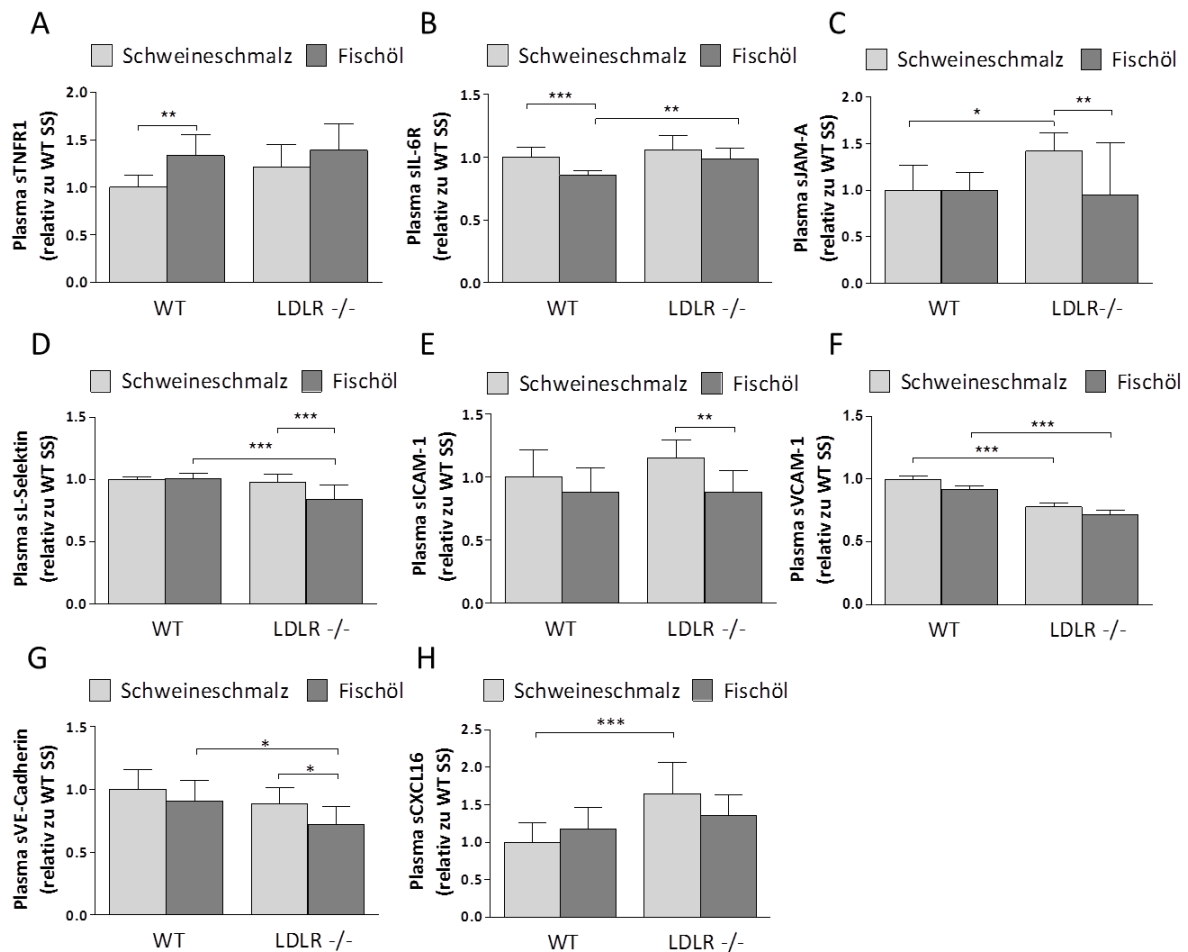 A
Schweineschmalz Fischöl
Plasma sTNFR1
(relativ zu WT SS)
2.0
1.5
1.0
0.5
0.0
**
WT LDLR -/-
B
Schweineschmalz Fischöl
Plasma sIL-6R
(relativ zu WT SS)
1.5
1.0
0.5
0.0
*** **
WT LDLR -/-
C
Schweineschmalz Fischöl
Plasma sJAM-A
(relativ zu WT SS)
2.0
1.5
1.0
0.5
0.0
* **
WT LDLR -/-
D
Schweineschmalz Fischöl
Plasma sL-Selektin
(relativ zu WT SS)
1.5
1.0
0.5
0.0
***
***
WT LDLR -/-
E
Schweineschmalz Fischöl
Plasma sICAM-1
(relativ zu WT SS)
1.5
1.0
0.5
0.0
**
WT LDLR -/-
F
Schweineschmalz Fischöl
Plasma sVCAM-1
(relativ zu WT SS)
1.5
1.0
0.5
0.0
***
***
WT LDLR -/-
G
Schweineschmalz Fischöl
Plasma sVE-Cadherin
(relativ zu WT SS)
1.5
1.0
0.5
0.0
*
*
WT LDLR -/-
H
Schweineschmalz Fischöl
Plasma sCXCL16
(relativ zu WT SS)
2.5
2.0
1.5
1.0
0.5
0.0
***
WT LDLR -/-